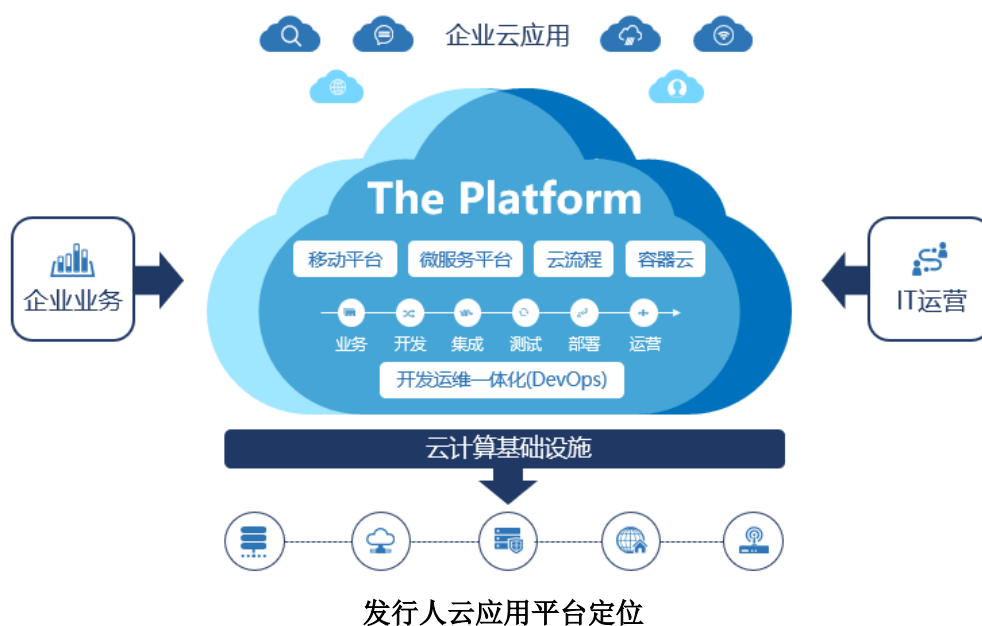 企业云应用
The Platform
移动平台 微服务平台 云流程 容器云
企业业务
IT运营
业务 开发 集成 测试 部署 运营
开发运维一体化(DevOps)
云计算基础设施
发行人云应用平台定位